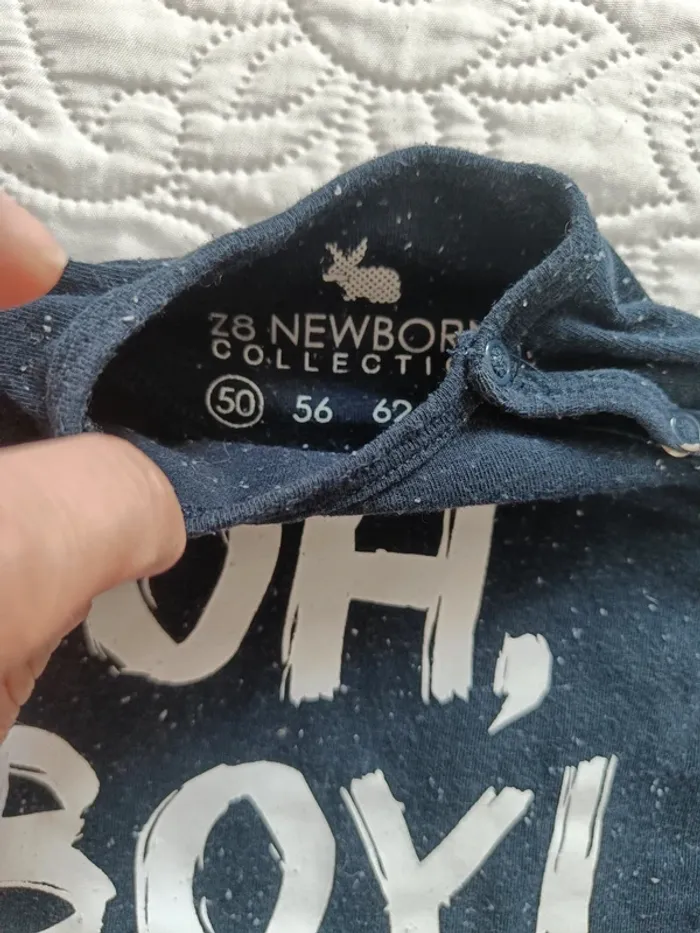 Z8 NEWBORN
COLLECTI
50 56 62
OH,
BOY!